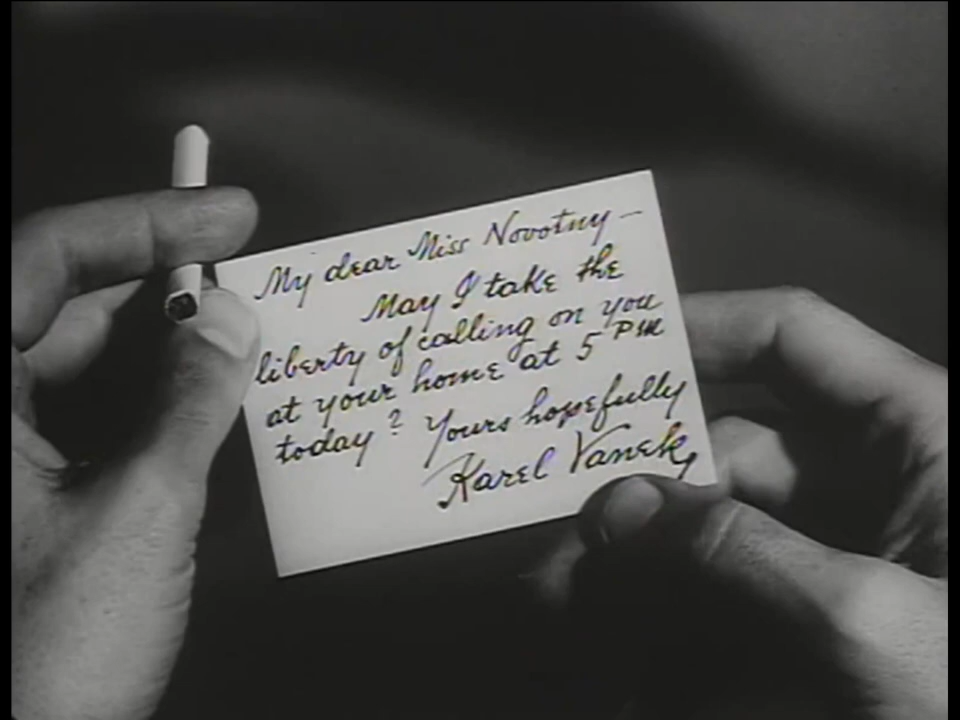 My dear Miss Novotny —
May I take the
liberty of calling on you
at your home at 5 PM
today? Yours hopefully
Karel Vanek,